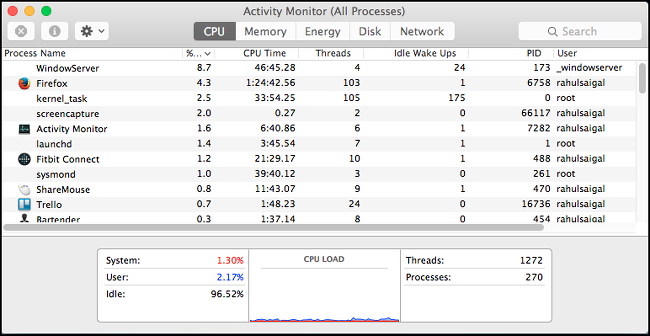 Activity Monitor (All Processes)
CPU Memory Energy Disk Network Search
Process Name %... CPU Time Threads Idle Wake Ups PID User
WindowServer 8.7 46:45.28 4 24 173 _windowserver
Firefox 4.3 1:24:42.56 103 1 6758 rahulsaigal
kernel_task 2.5 33:54.25 105 175 0 root
screencapture 2.0 0.27 2 0 66117 rahulsaigal
Activity Monitor 1.6 6:40.86 6 1 7282 rahulsaigal
launchd 1.4 3:45.54 7 1 1 root
Fitbit Connect 1.2 21:29.17 10 1 488 rahulsaigal
sysmond 1.0 39:40.12 3 0 261 root
ShareMouse 0.8 11:43.07 9 1 470 rahulsaigal
Trello 0.7 1:48.23 24 0 16736 rahulsaigal
Bartender 0.3 1:37.14 8 0 454 rahulsaigal
System: 1.30% CPU LOAD Threads: 1272
User: 2.17% Processes: 270
Idle: 96.52%